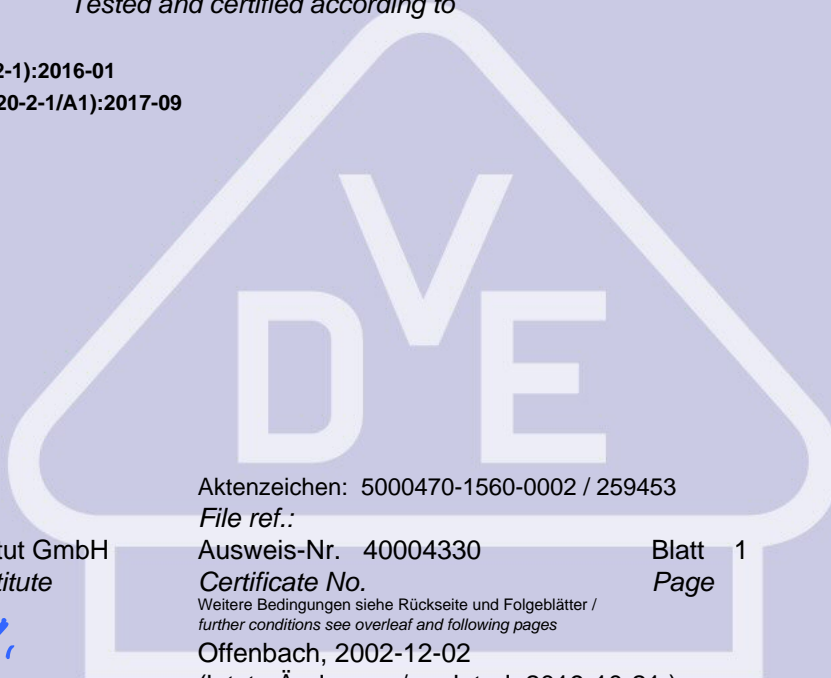 Tested and certified according to
2-1):2016-01
20-2-1/A1):2017-09
VDE
Aktenzeichen: 5000470-1560-0002 / 259453
File ref.:
tut GmbH Ausweis-Nr. 40004330 Blatt 1
titute Certificate No. Page
Weitere Bedingungen siehe Rückseite und Folgeblätter /
further conditions see overleaf and following pages
Offenbach, 2002-12-02